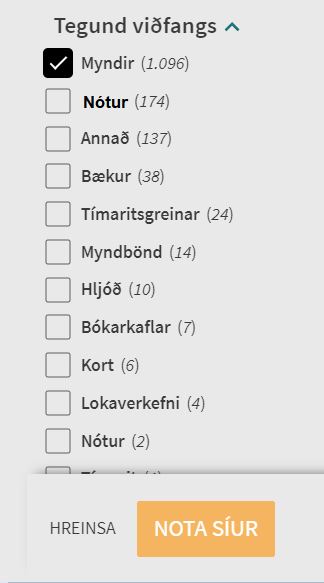 Tegund viðfangs
Myndir (1.096)
Nótur (174)
Annað (137)
Bækur (38)
Tímaritsgreinar (24)
Myndbönd (14)
Hljóð (10)
Bókarkaflar (7)
Kort (6)
Lokaverkefni (4)
Nótur (2)
HREINSA
NOTA SÍUR